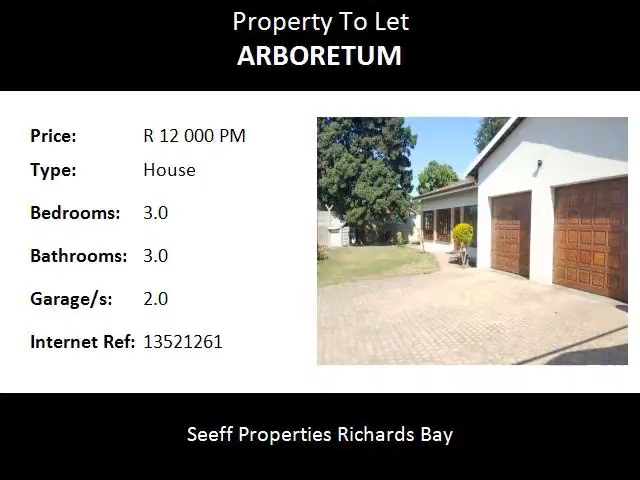 Property To Let
ARBORETUM
Price: R 12 000 PM
Type: House
Bedrooms: 3.0
Bathrooms: 3.0
Garage/s: 2.0
Internet Ref: 13521261
Seeff Properties Richards Bay